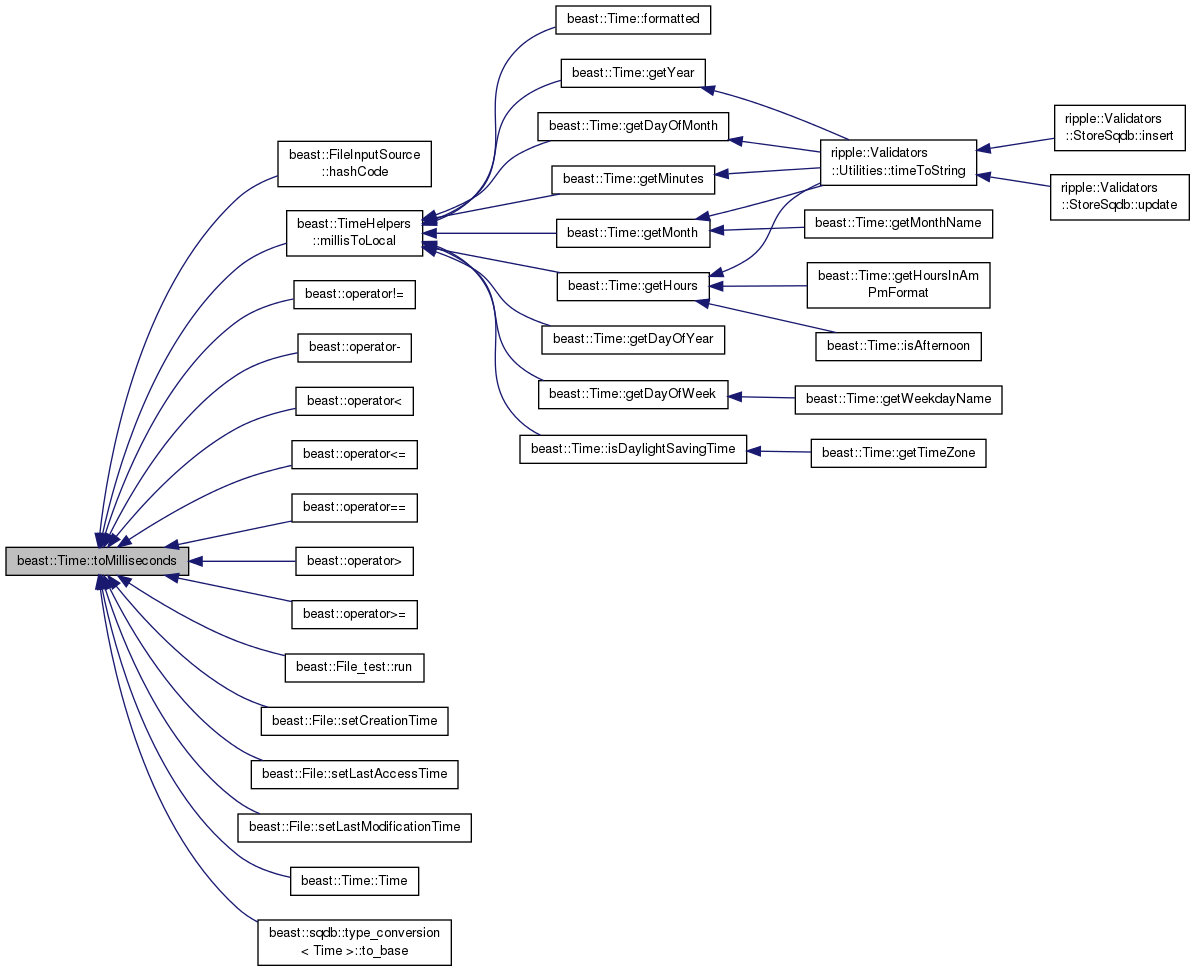 beast::Time::formatted
beast::Time::getYear
beast::Time::getDayOfMonth
beast::Time::getMinutes
beast::Time::getMonth
beast::Time::getHours
beast::Time::getDayOfYear
beast::Time::getDayOfWeek
beast::Time::isDaylightSavingTime
ripple::Validators
::Utilities::timeToString
ripple::Validators
::StoreSqdb::insert
ripple::Validators
::StoreSqdb::update
beast::Time::getMonthName
beast::Time::getHoursInAm
PmFormat
beast::Time::isAfternoon
beast::Time::getWeekdayName
beast::Time::getTimeZone
beast::FileInputSource
::hashCode
beast::TimeHelpers
::millisToLocal
beast::operator!=
beast::operator-
beast::operator<
beast::operator<=
beast::operator==
beast::Time::toMilliseconds
beast::operator>
beast::operator>=
beast::File_test::run
beast::File::setCreationTime
beast::File::setLastAccessTime
beast::File::setLastModificationTime
beast::Time::Time
beast::sqdb::type_conversion
< Time >::to_base